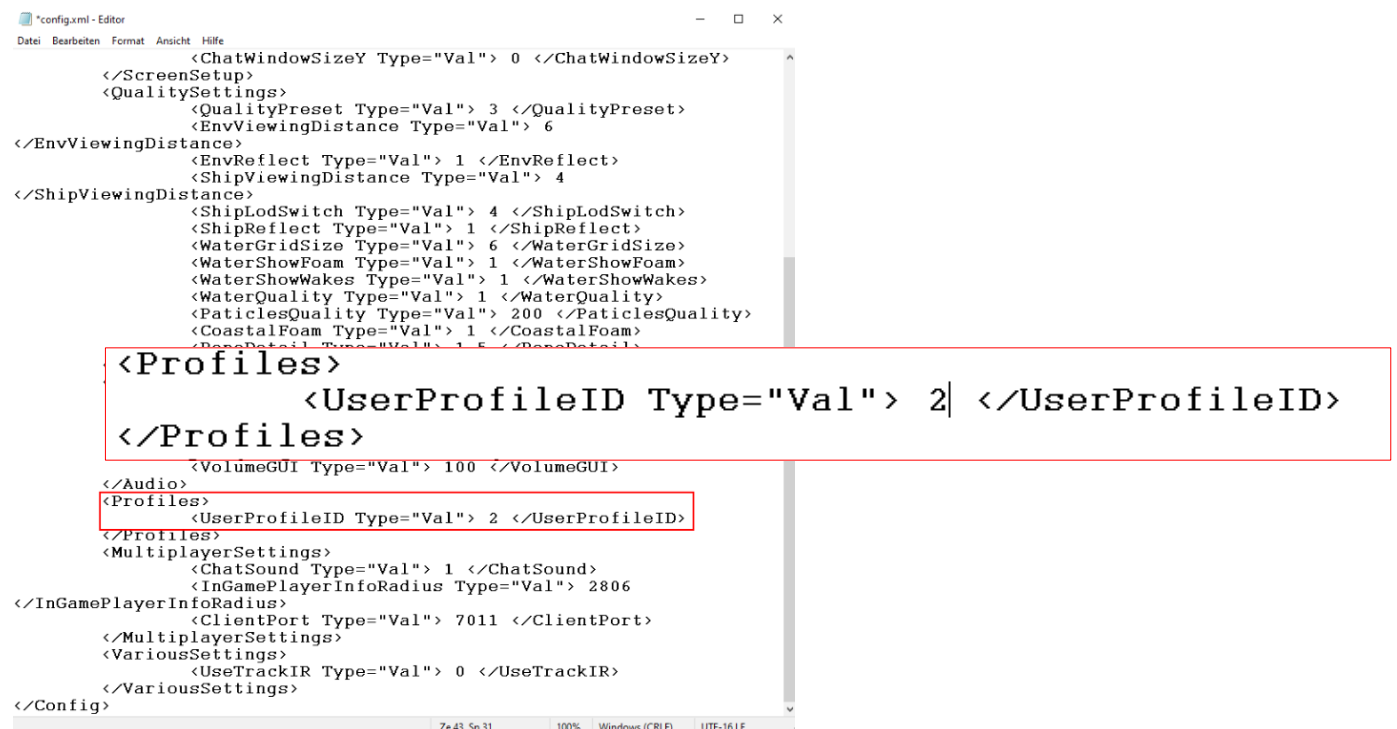 *config.xml - Editor
Datei Bearbeiten Format Ansicht Hilfe
<ChatWindowSizeY Type="Val"> 0 </ChatWindowSizeY>
</ScreenSetup>
<QualitySettings>
<QualityPreset Type="Val"> 3 </QualityPreset>
<EnvViewingDistance Type="Val"> 6
</EnvViewingDistance>
<EnvReflect Type="Val"> 1 </EnvReflect>
<ShipViewingDistance Type="Val"> 4
</ShipViewingDistance>
<ShipLodSwitch Type="Val"> 4 </ShipLodSwitch>
<ShipReflect Type="Val"> 1 </ShipReflect>
<WaterGridSize Type="Val"> 6 </WaterGridSize>
<WaterShowFoam Type="Val"> 1 </WaterShowFoam>
<WaterShowWakes Type="Val"> 1 </WaterShowWakes>
<WaterQuality Type="Val"> 1 </WaterQuality>
<PaticlesQuality Type="Val"> 200 </PaticlesQuality>
<CoastalFoam Type="Val"> 1 </CoastalFoam>
<Profiles>
<UserProfileID Type="Val"> 2 </UserProfileID>
</Profiles>
<VolumeGUI Type="Val"> 100 </VolumeGUI>
</Audio>
<Profiles>
<UserProfileID Type="Val"> 2 </UserProfileID>
</Profiles>
<MultiplayerSettings>
<ChatSound Type="Val"> 1 </ChatSound>
<InGamePlayerInfoRadius Type="Val"> 2806
</InGamePlayerInfoRadius>
<ClientPort Type="Val"> 7011 </ClientPort>
</MultiplayerSettings>
<VariousSettings>
<UseTrackIR Type="Val"> 0 </UseTrackIR>
</VariousSettings>
</Config>
Ze 43, Sp 31 100% Windows (CRLF) UTF-16 LE